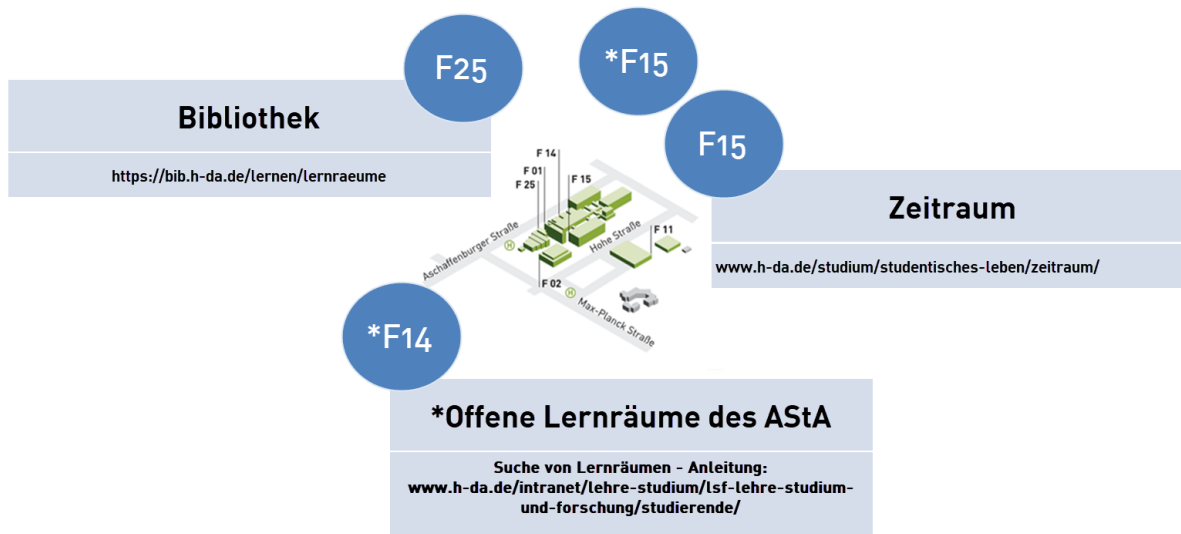 F25
*F15
F15
Bibliothek
https://bib.h-da.de/lernen/lernraeume
F 14
F 01
F 25
F 15
Aschaffenburger Straße
H
Hohe Straße
F 11
F 02
H
Max-Planck Straße
Zeitraum
www.h-da.de/studium/studentisches-leben/zeitraum/
*F14
*Offene Lernräume des AStA
Suche von Lernräumen - Anleitung:
www.h-da.de/intranet/lehre-studium/lsf-lehre-studium-
und-forschung/studierende/